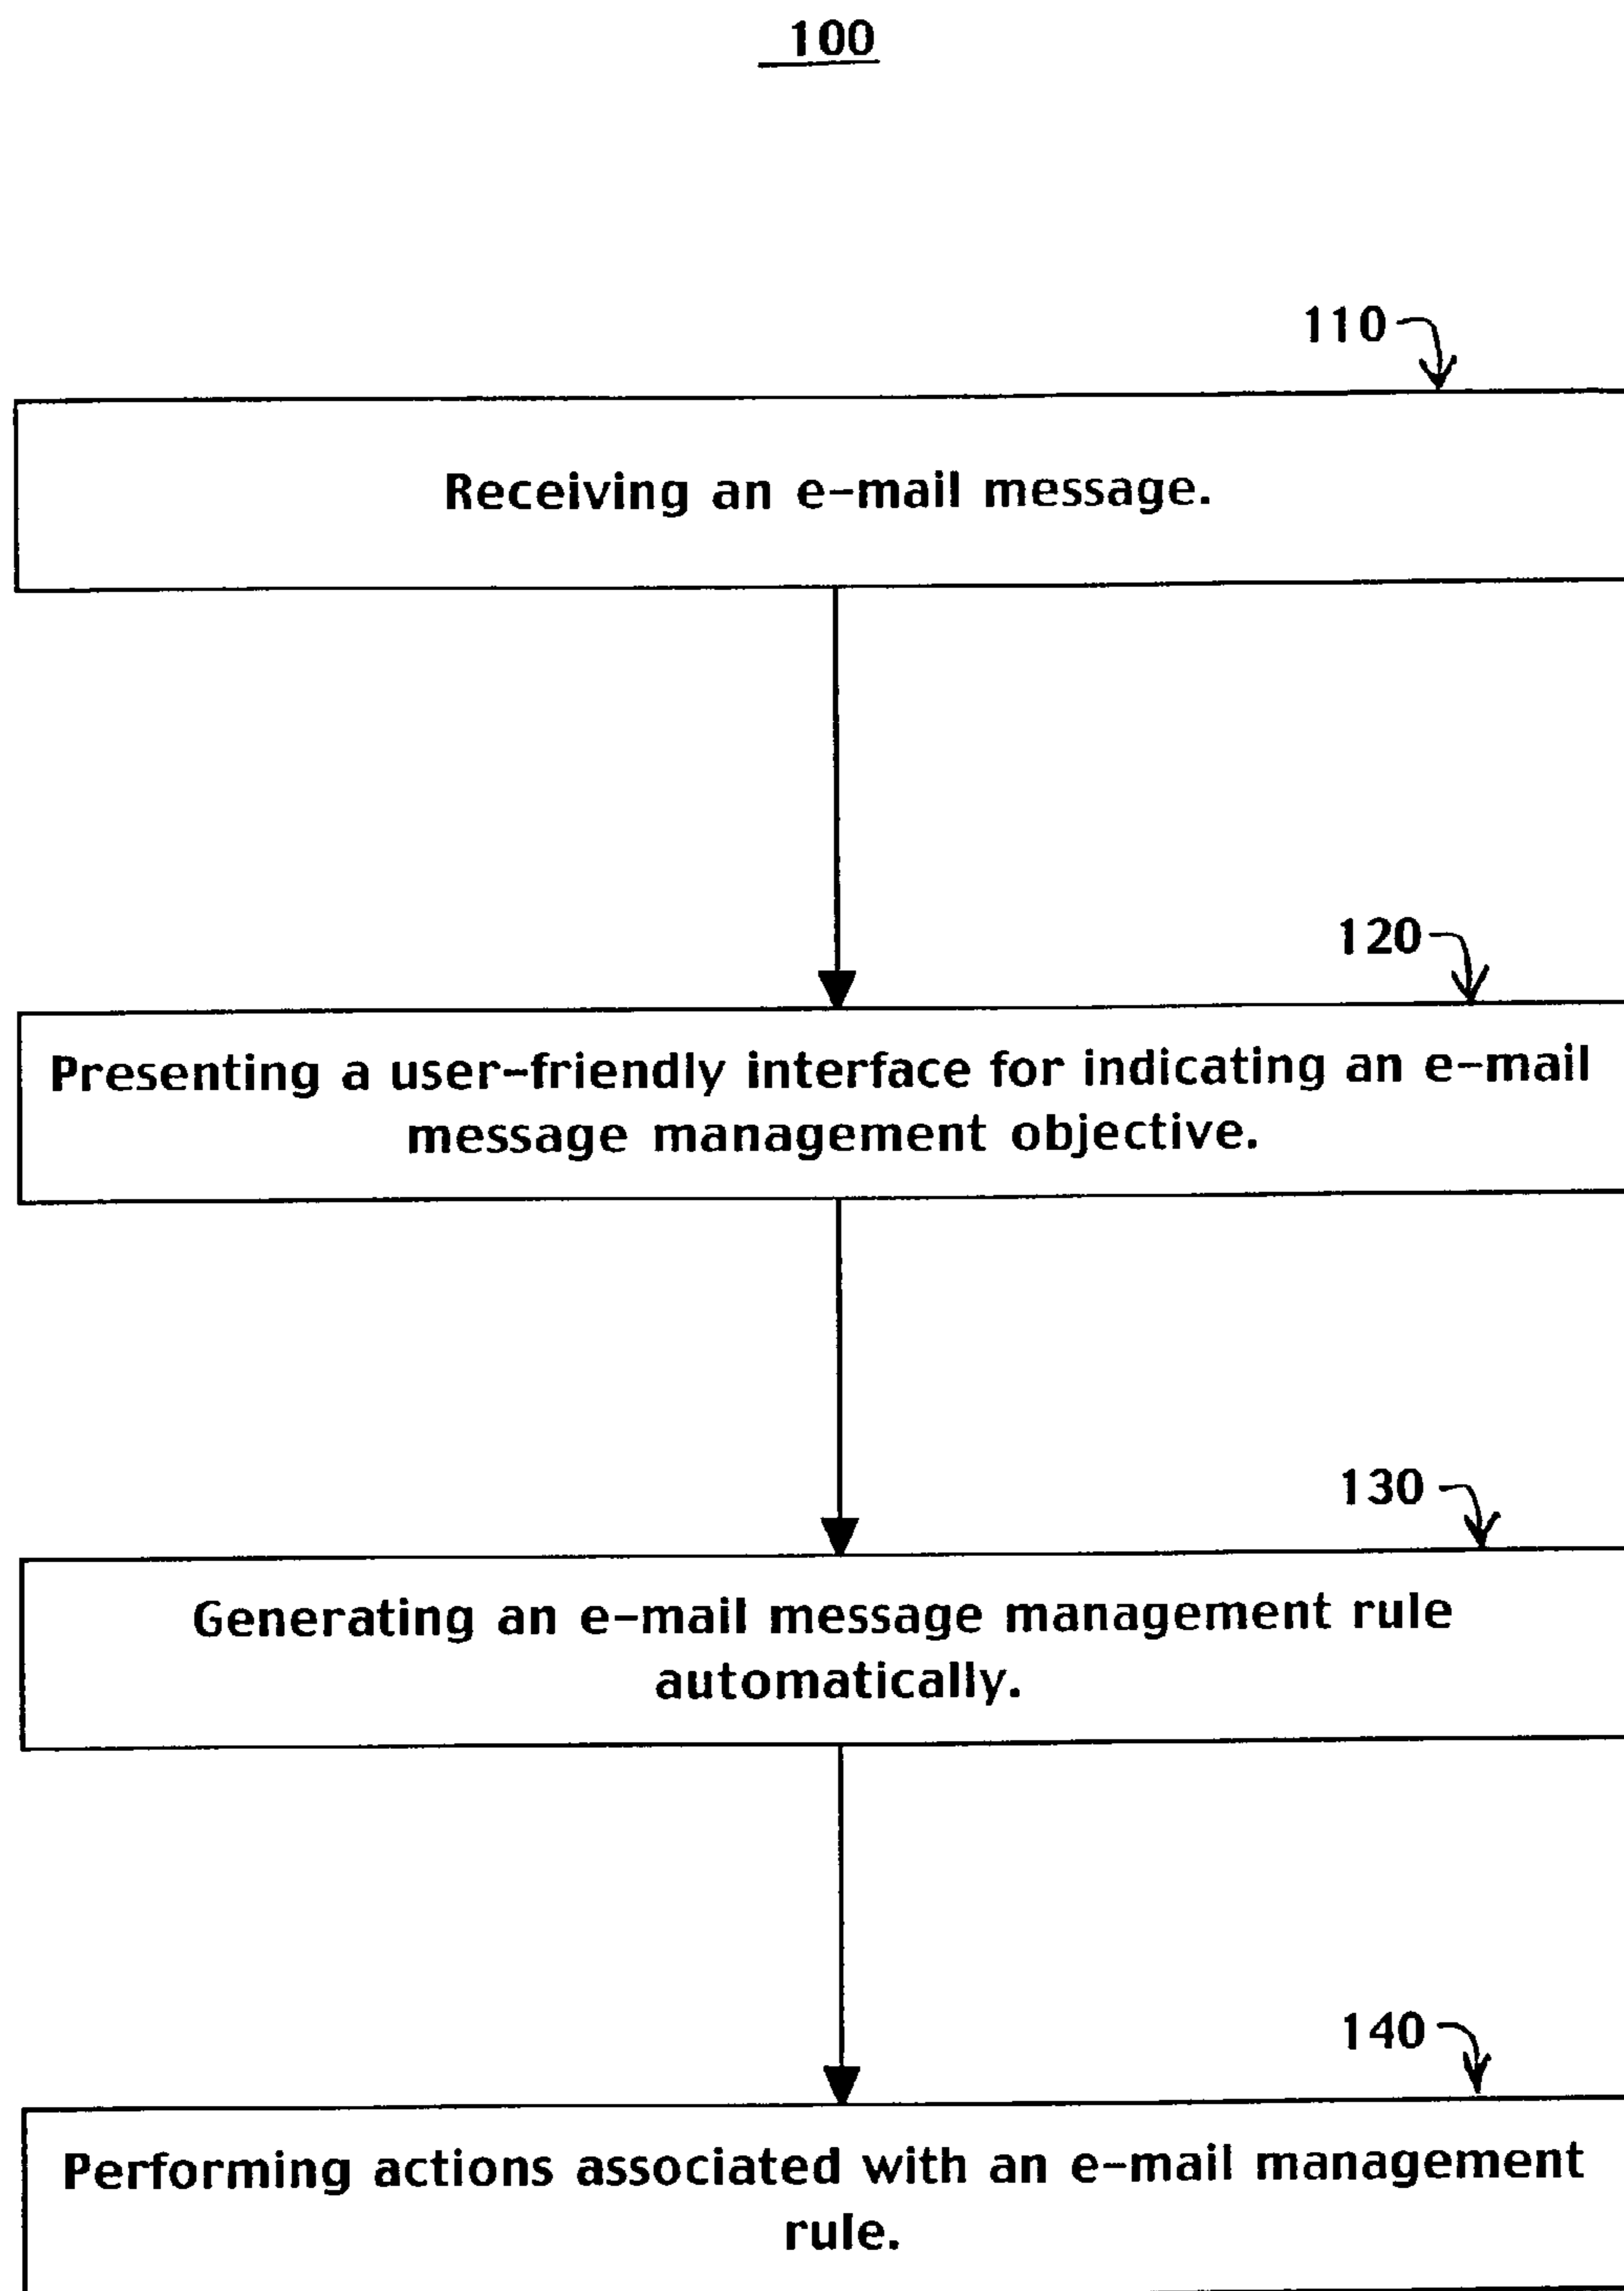 100
110
Receiving an e-mail message.
120
Presenting a user-friendly interface for indicating an e-mail
message management objective.
130
Generating an e-mail message management rule
automatically.
140
Performing actions associated with an e-mail management
rule.